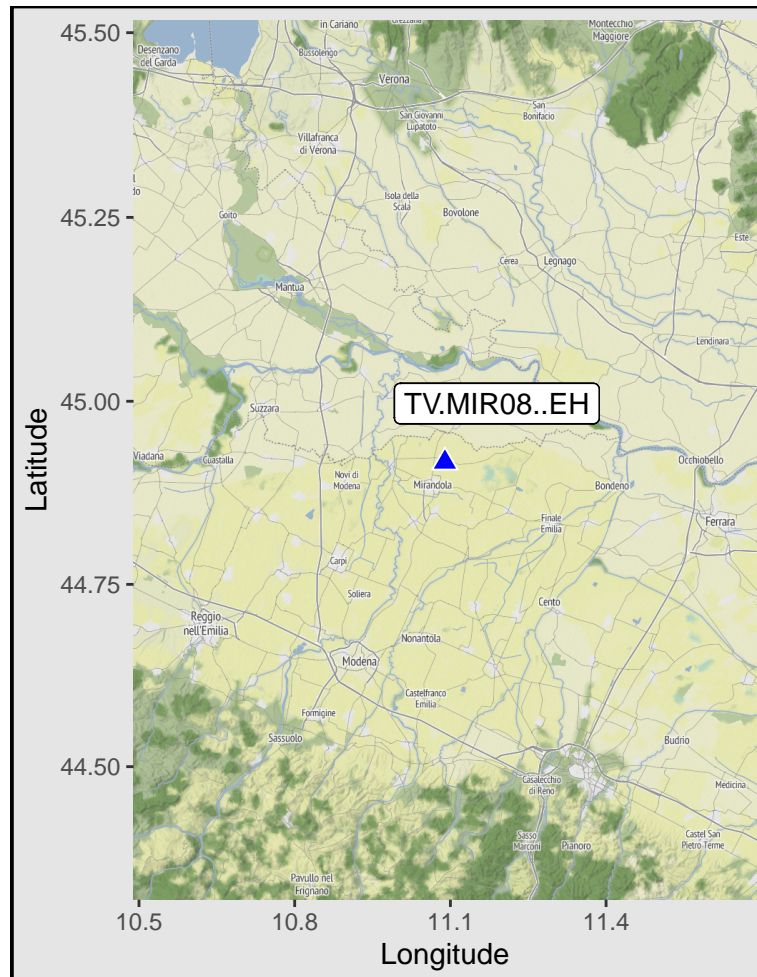 45.50
45.25
45.00
44.75
44.50
Latitude
10.5
10.8
11.1
11.4
Longitude
in Cariano
Montecchio
Maggiore
Desenzano
del Garda
Bussolengo
Verona
San Giovanni
Lupatoto
San
Bonifacio
Villafranca
di Verona
Isola della
Scala
Bovolone
Goito
Este
Cerea
Legnago
Mantua
Lendinara
TV.MIR08..EH
Suzzara
Viadana
Guastalla
Novi di
Modena
Mirandola
Bondeno
Occhiobello
Ferrara
Finale
Emilia
Carpi
Soliera
Cento
Reggio
nell'Emilia
Nonantola
Modena
Castelfranco
Emilia
Formigine
Sassuolo
Budrio
Casalecchio
di Reno
Medicina
Sasso
Marconi
Pianoro
Castel San
Pietro Terme
Pavullo nel
Frignano